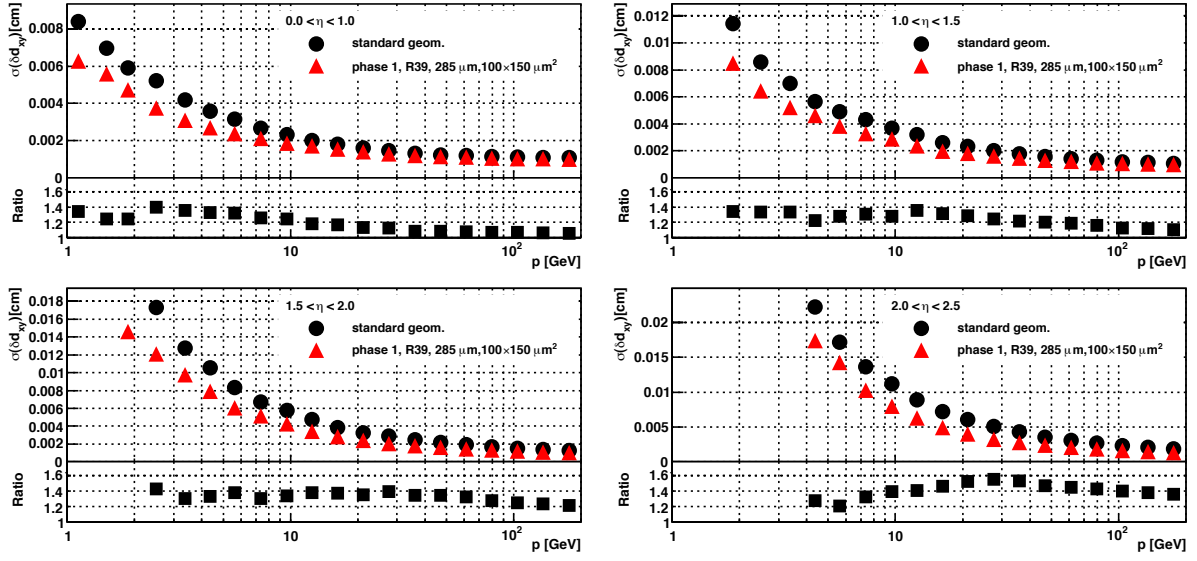 σ(δd_xy)[cm]
0.0 < η < 1.0
standard geom.
phase 1, R39, 285 μm,100×150 μm²
0.008
0.006
0.004
0.002
0
Ratio
1.6
1.4
1.2
1
1 10 10²
p [GeV]
σ(δd_xy)[cm]
1.0 < η < 1.5
standard geom.
phase 1, R39, 285 μm,100×150 μm²
0.012
0.01
0.008
0.006
0.004
0.002
0
Ratio
1.6
1.4
1.2
1
1 10 10²
p [GeV]
σ(δd_xy)[cm]
1.5 < η < 2.0
standard geom.
phase 1, R39, 285 μm,100×150 μm²
0.018
0.016
0.014
0.012
0.01
0.008
0.006
0.004
0.002
0
Ratio
1.6
1.4
1.2
1
1 10 10²
p [GeV]
σ(δd_xy)[cm]
2.0 < η < 2.5
standard geom.
phase 1, R39, 285 μm,100×150 μm²
0.02
0.015
0.01
0.005
0
Ratio
1.6
1.4
1.2
1
1 10 10²
p [GeV]